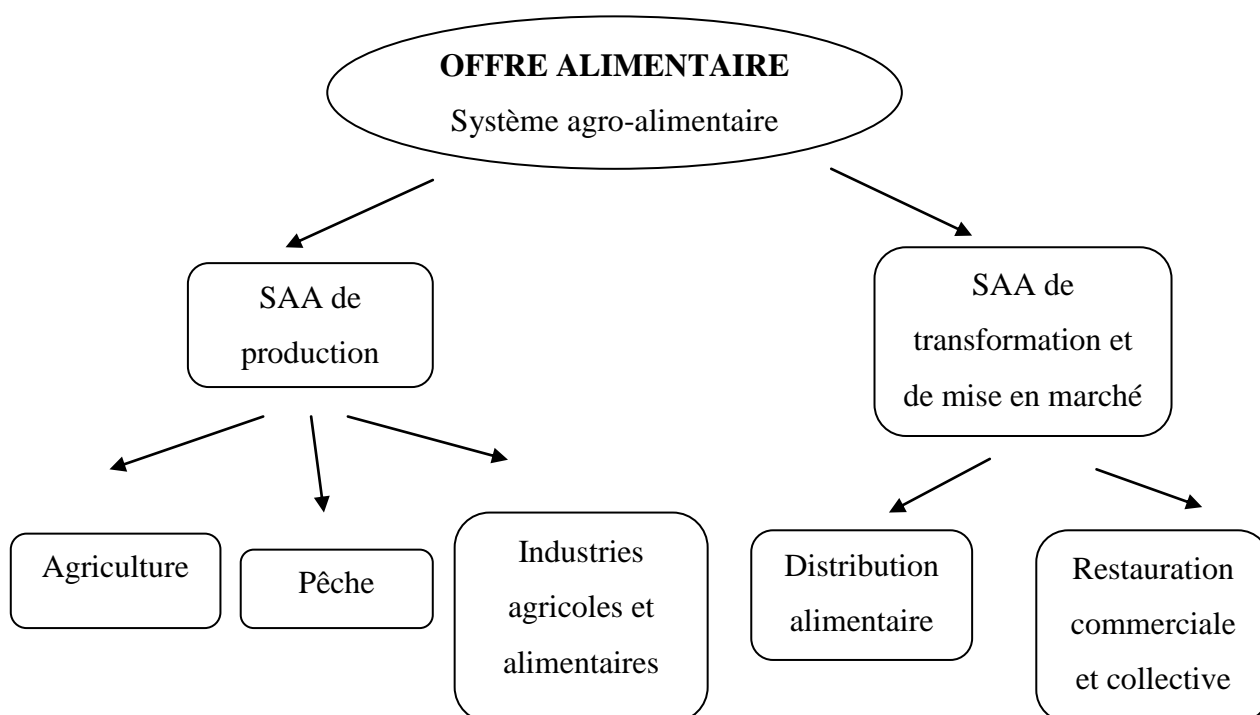 OFFRE ALIMENTAIRE
Système agro-alimentaire
SAA de
production
SAA de
transformation et
de mise en marché
Agriculture
Pêche
Industries
agricoles et
alimentaires
Distribution
alimentaire
Restauration
commerciale
et collective